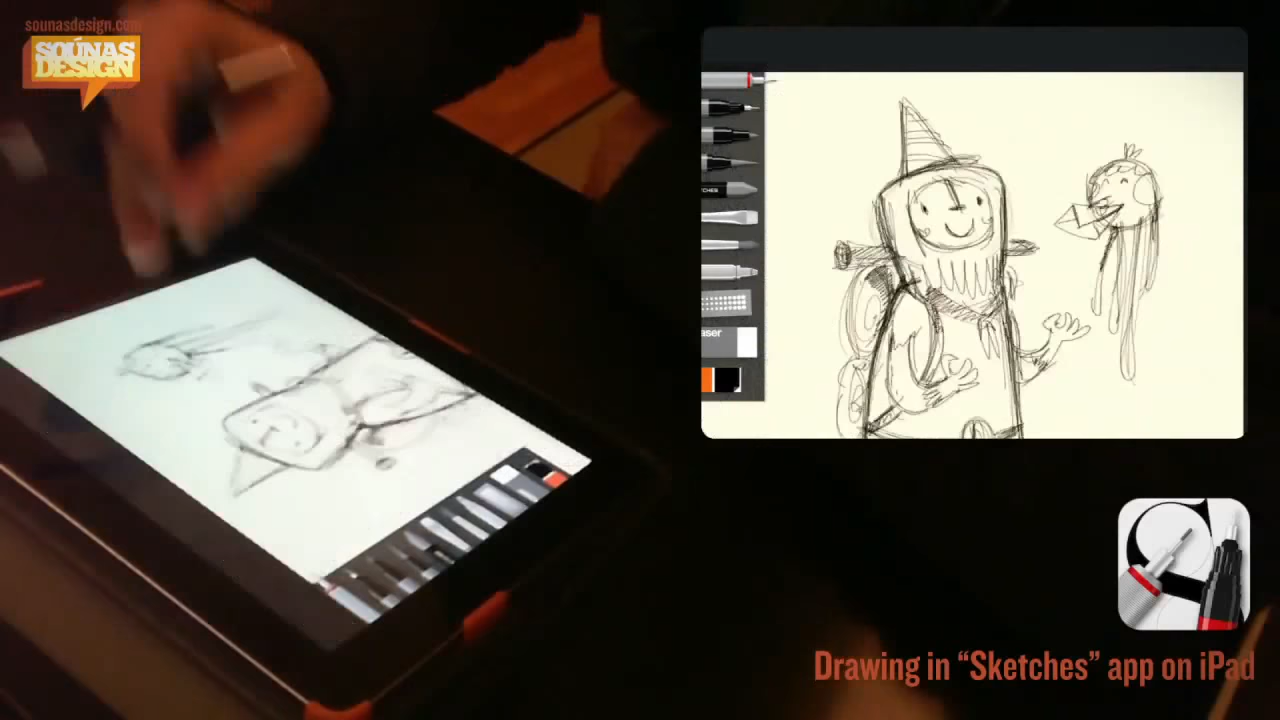 sounasdesign.com
SOÚNAS
DESIGN
Drawing in “Sketches” app on iPad